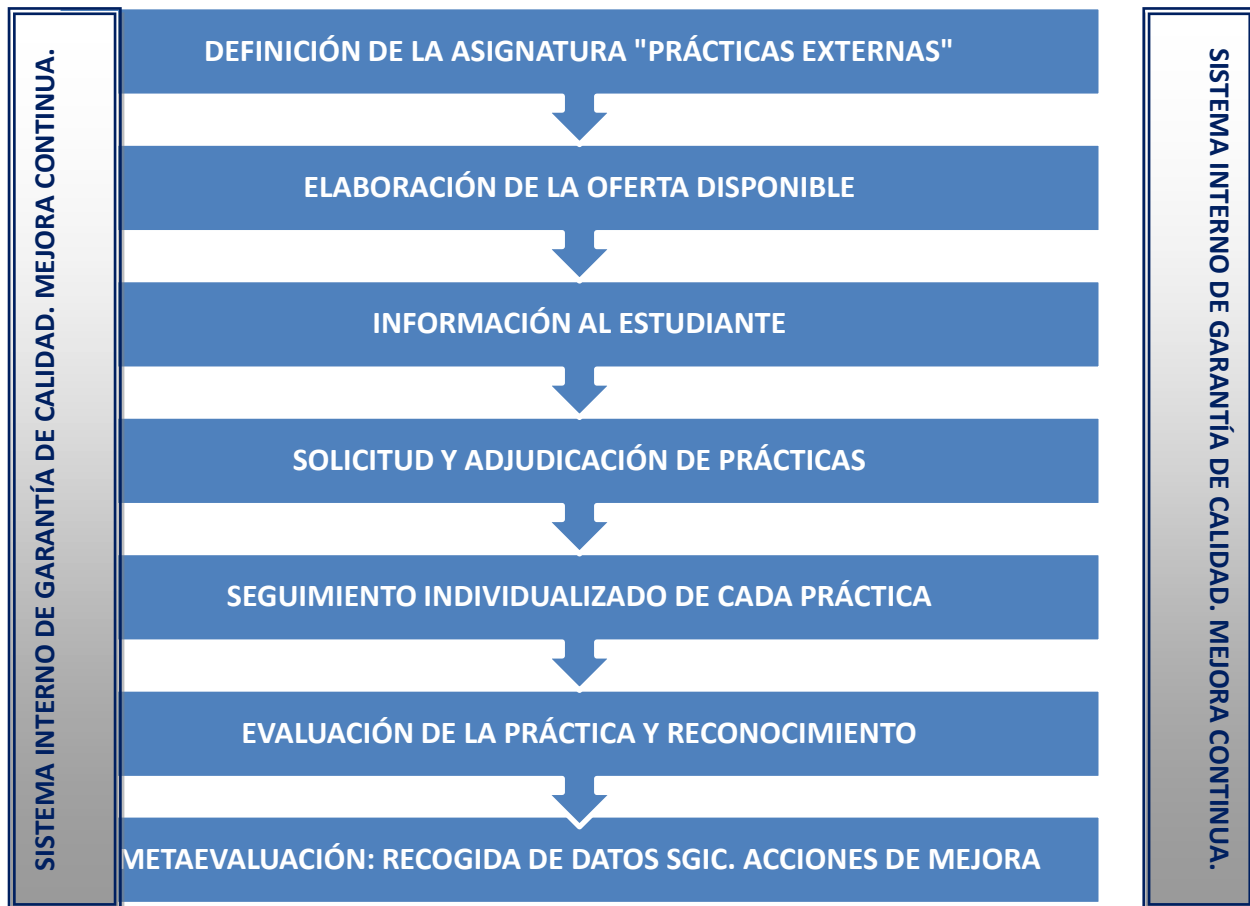 SISTEMA INTERNO DE GARANTÍA DE CALIDAD. MEJORA CONTINUA.
DEFINICIÓN DE LA ASIGNATURA "PRÁCTICAS EXTERNAS"
ELABORACIÓN DE LA OFERTA DISPONIBLE
INFORMACIÓN AL ESTUDIANTE
SOLICITUD Y ADJUDICACIÓN DE PRÁCTICAS
SEGUIMIENTO INDIVIDUALIZADO DE CADA PRÁCTICA
EVALUACIÓN DE LA PRÁCTICA Y RECONOCIMIENTO
METAEVALUACIÓN: RECOGIDA DE DATOS SGIC. ACCIONES DE MEJORA
SISTEMA INTERNO DE GARANTÍA DE CALIDAD. MEJORA CONTINUA.